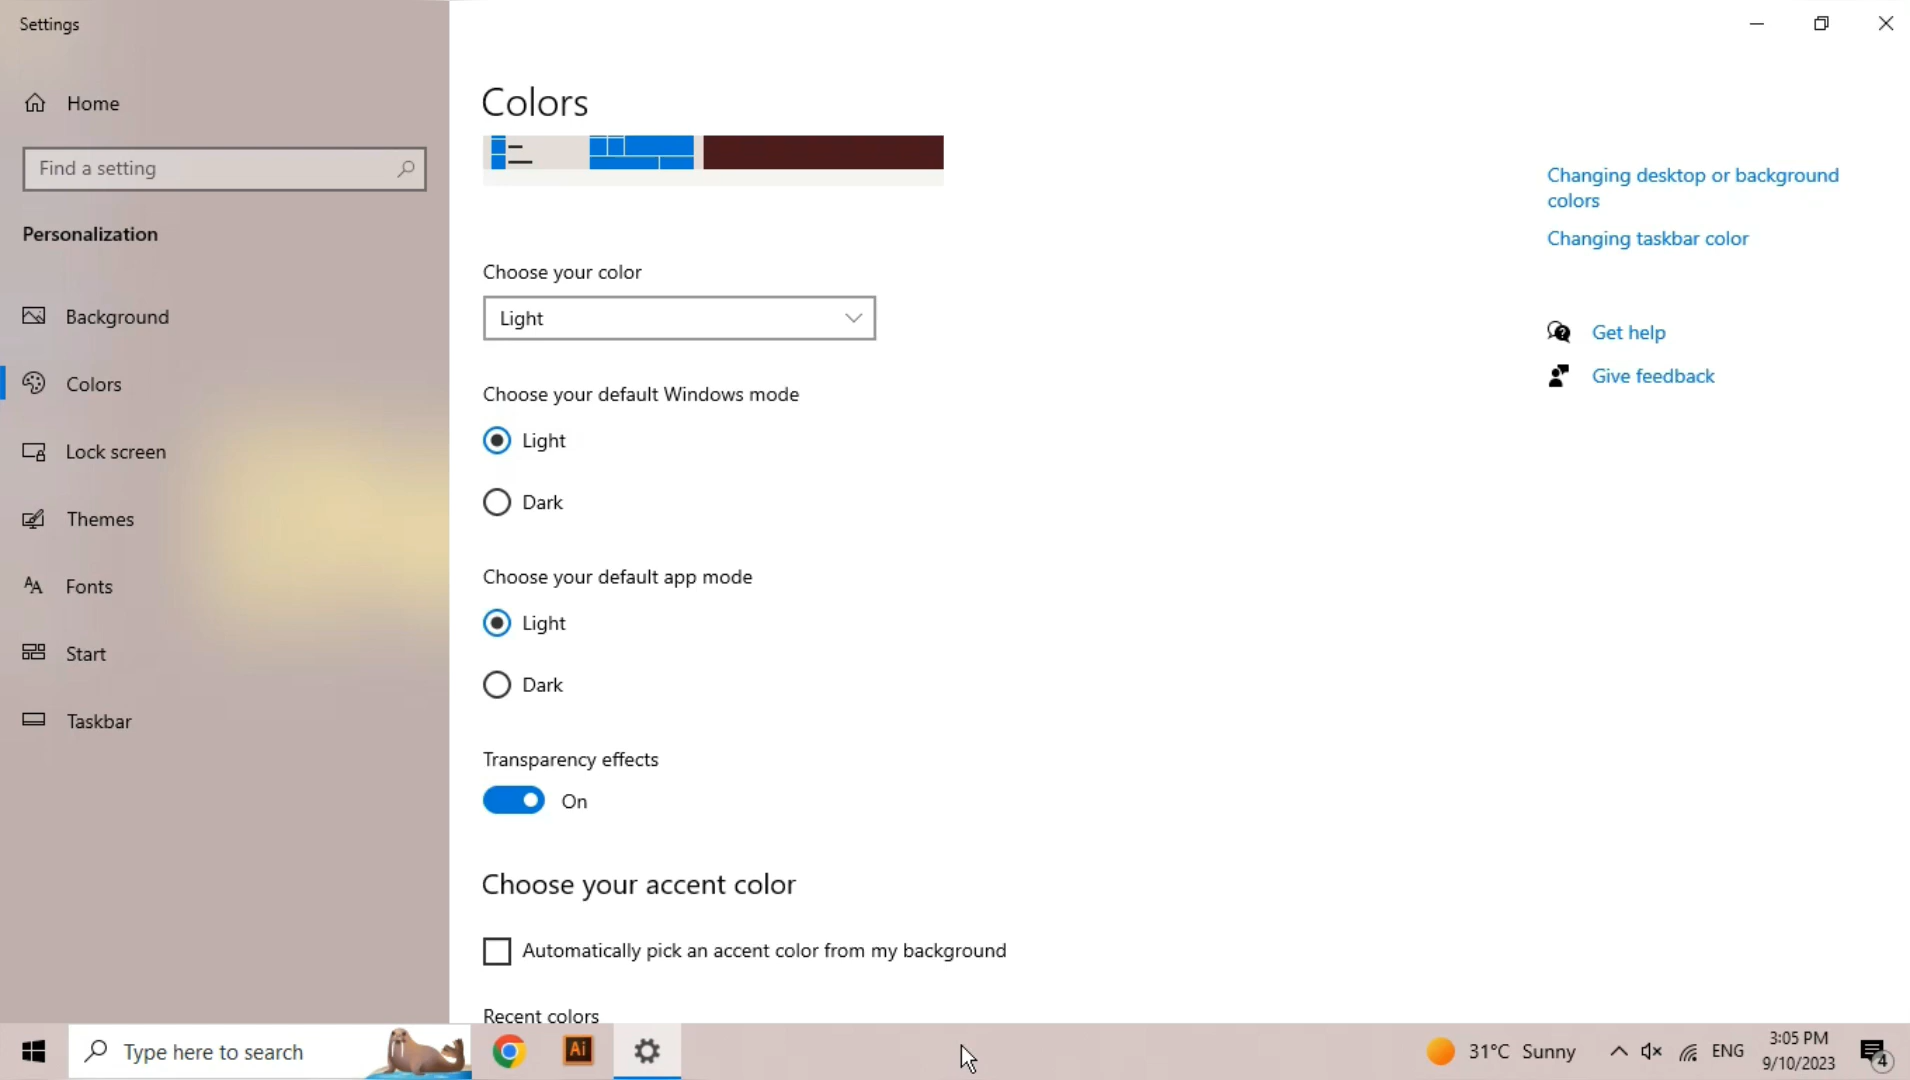 Settings
Home
Find a setting
Personalization
Background
Colors
Lock screen
Themes
Fonts
Start
Taskbar
Colors
Choose your color
Light
Choose your default Windows mode
Light
Dark
Choose your default app mode
Light
Dark
Transparency effects
On
Choose your accent color
Automatically pick an accent color from my background
Recent colors
Changing desktop or background
colors
Changing taskbar color
Get help
Give feedback
Type here to search
Ai
31°C Sunny
ENG
3:05 PM
9/10/2023
4